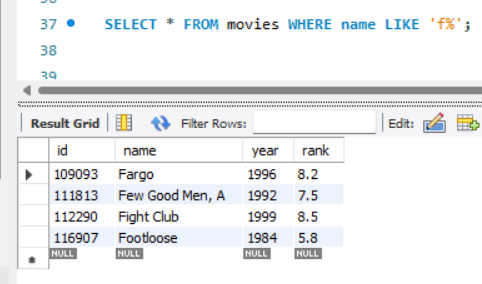 37 SELECT * FROM movies WHERE name LIKE 'f%';
38
39
Result Grid Filter Rows: Edit:
id name year rank
109093 Fargo 1996 8.2
111813 Few Good Men, A 1992 7.5
112290 Fight Club 1999 8.5
116907 Footloose 1984 5.8
NULL NULL NULL NULL